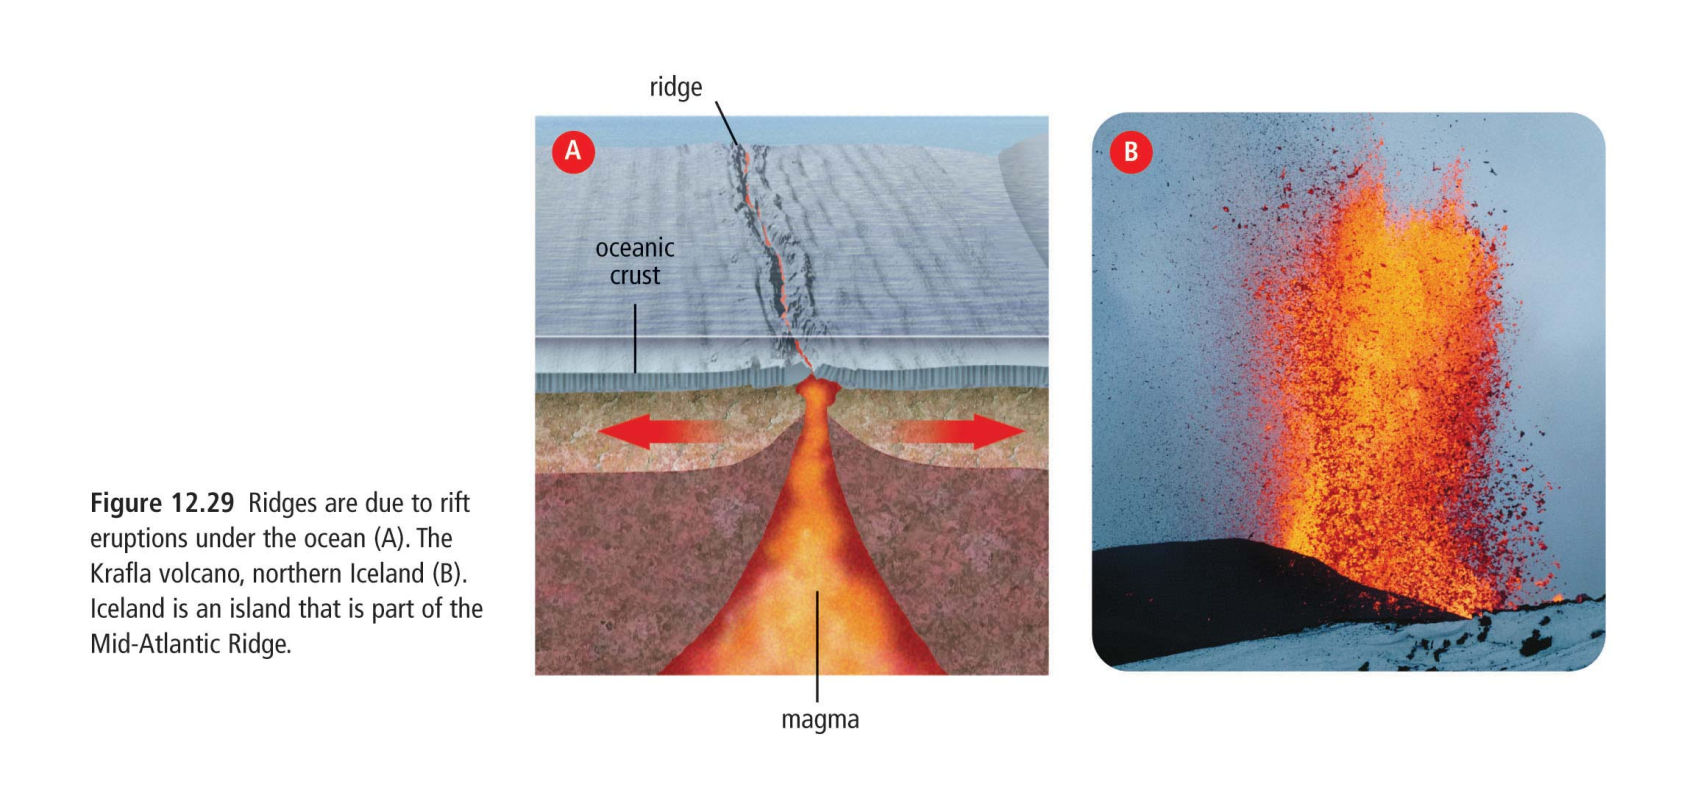 ridge
A
B
oceanic
crust
Figure 12.29 Ridges are due to rift
eruptions under the ocean (A). The
Krafla volcano, northern Iceland (B).
Iceland is an island that is part of the
Mid-Atlantic Ridge.
magma